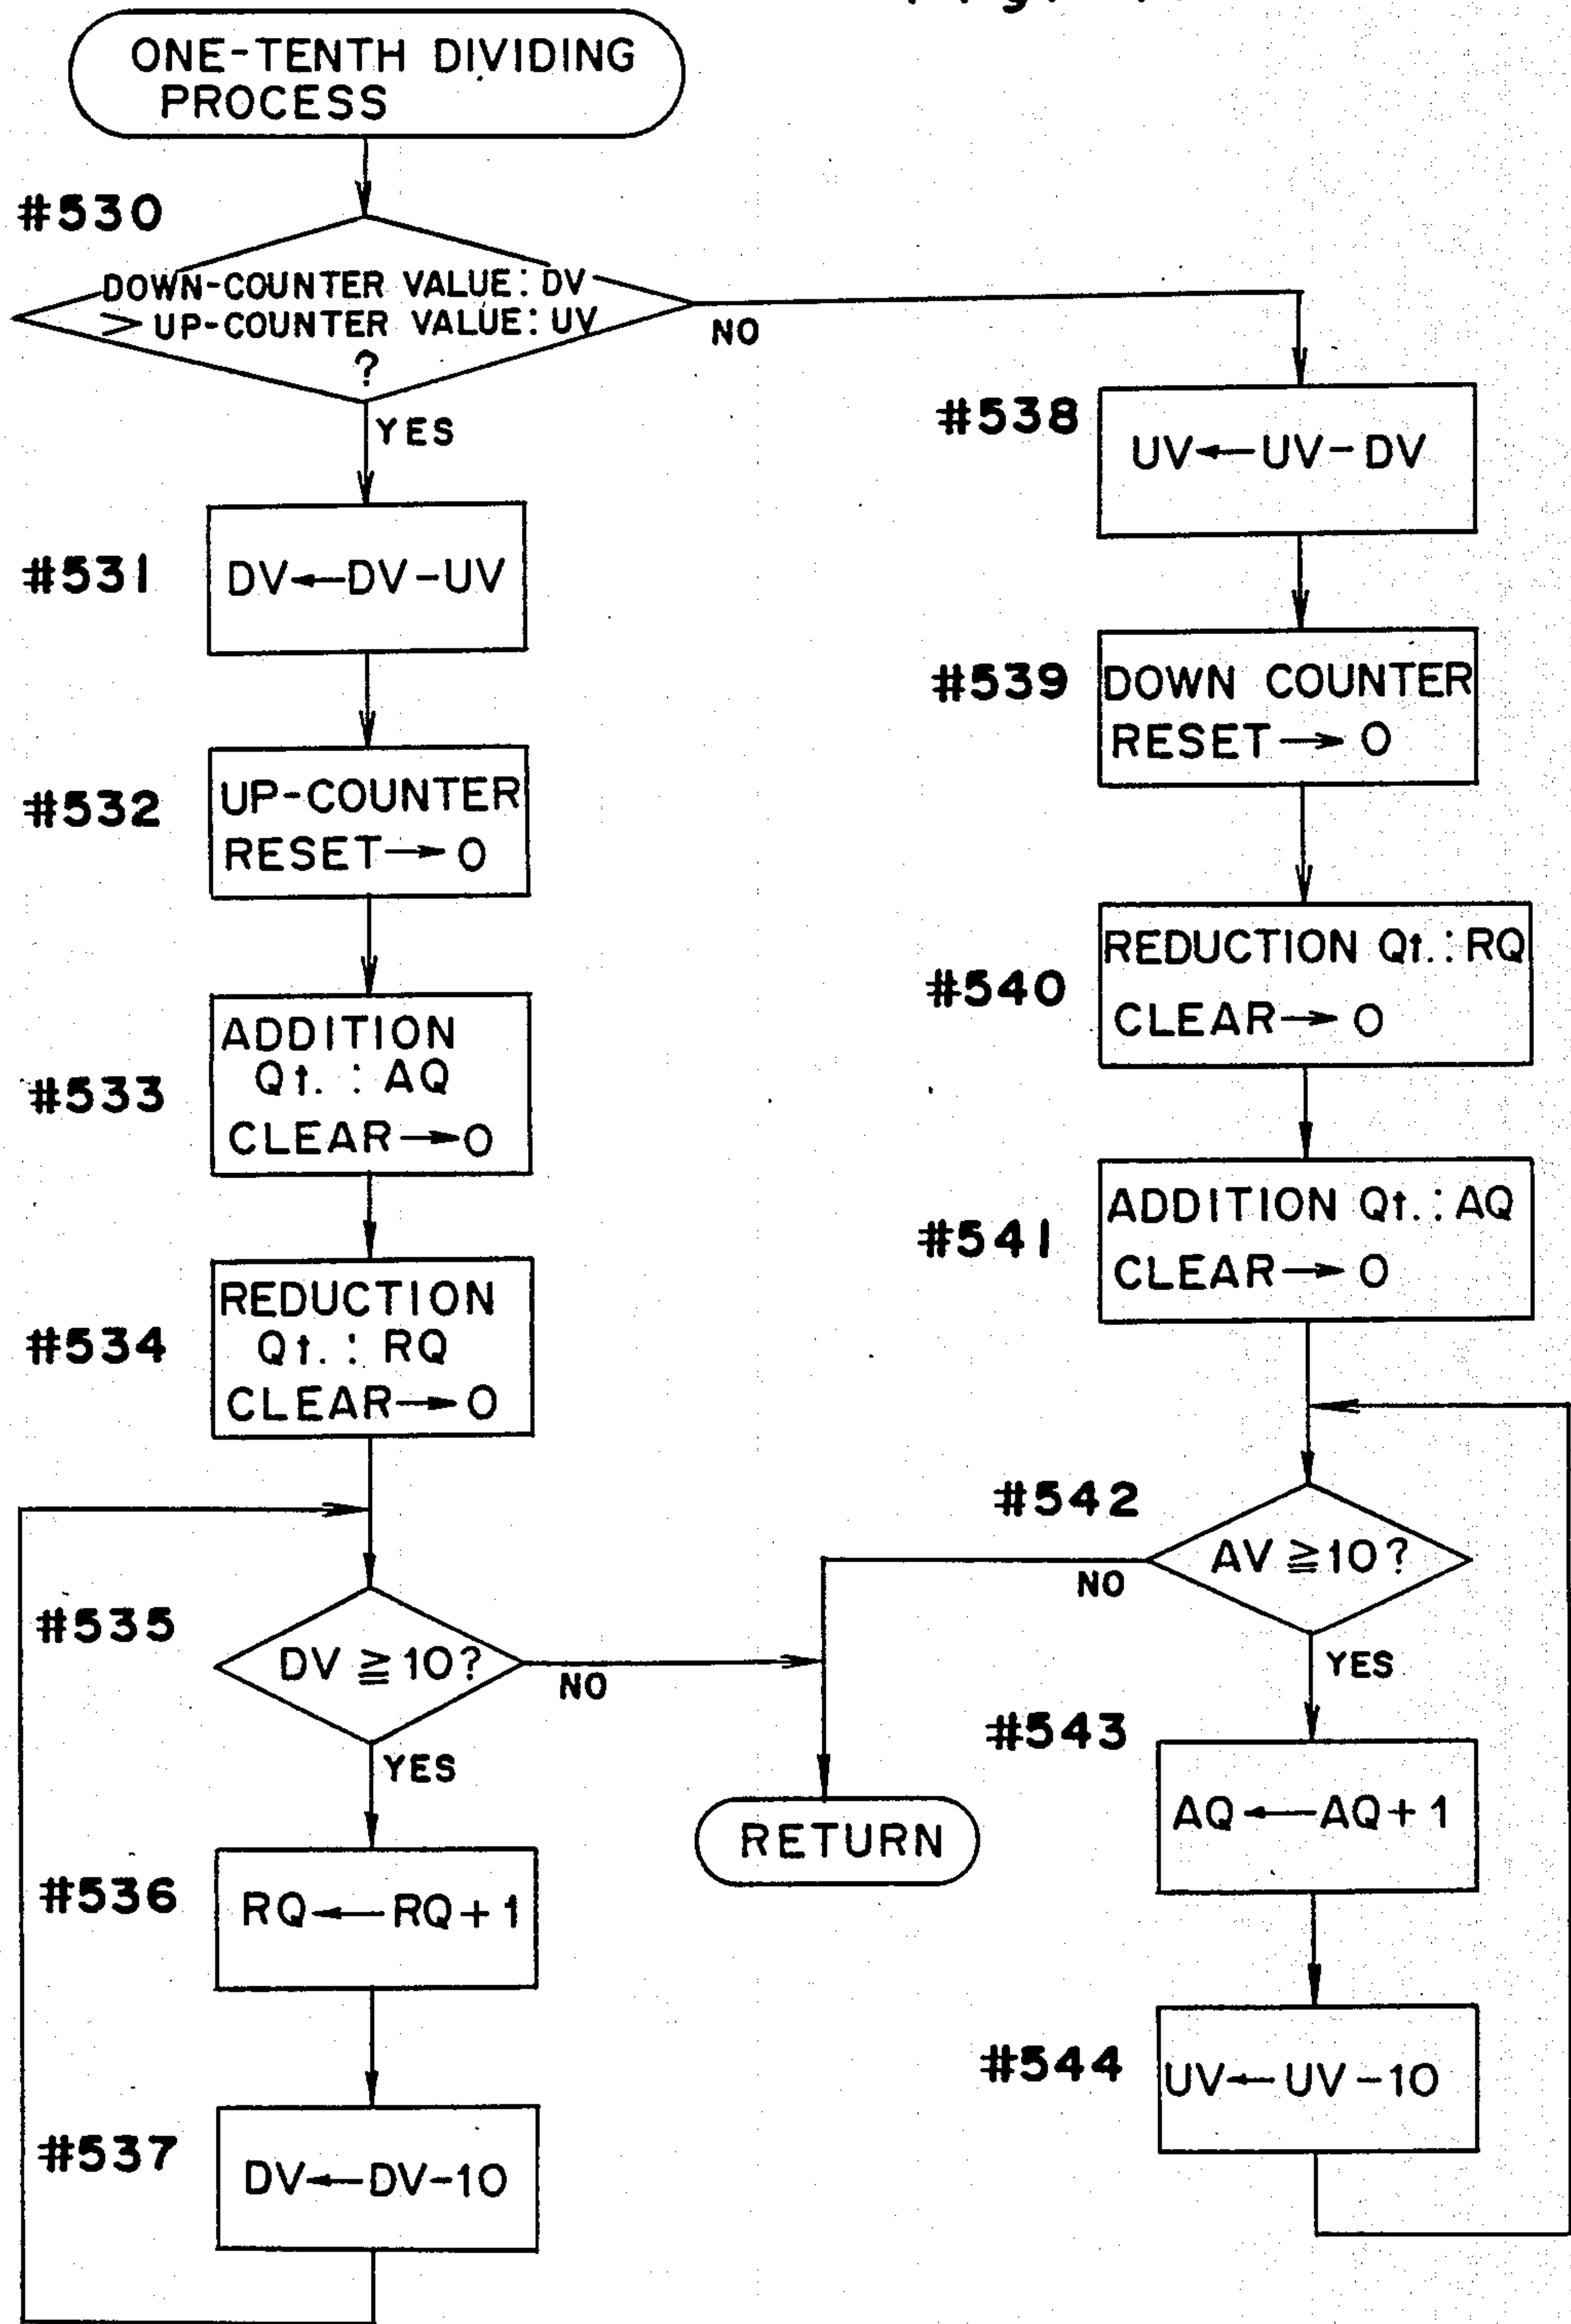 ONE-TENTH DIVIDING
PROCESS
#530
DOWN-COUNTER VALUE: DV
> UP-COUNTER VALUE: UV
?
NO
YES
#531
DV←DV-UV
#532
UP-COUNTER
RESET→0
#533
ADDITION
Qt. : AQ
CLEAR→0
#534
REDUCTION
Qt. : RQ
CLEAR→0
#535
DV ≧ 10?
NO
YES
#536
RQ←RQ+1
#537
DV←DV-10
#538
UV←UV-DV
#539
DOWN COUNTER
RESET→0
#540
REDUCTION Qt.: RQ
CLEAR→0
#541
ADDITION Qt.: AQ
CLEAR→0
#542
AV ≧ 10?
NO
YES
#543
AQ←AQ+1
#544
UV←UV-10
RETURN